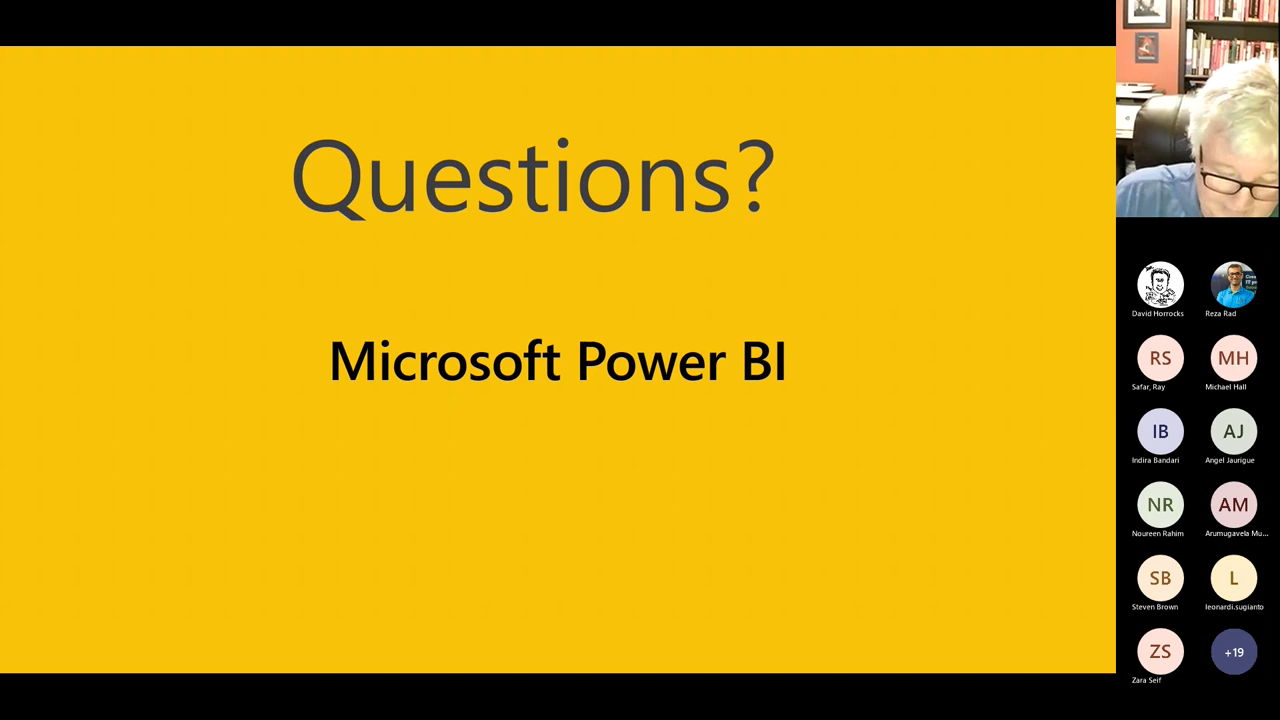 Questions?
Microsoft Power BI
David Horrocks
Reza Rad
RS
MH
Safar, Ray
Michael Hall
IB
AJ
Indira Bandari
Angel Jaurigue
NR
AM
Noureen Rahim
Arumugavela Mu...
SB
L
Steven Brown
leonardi.sugianto
ZS
+19
Zara Seif